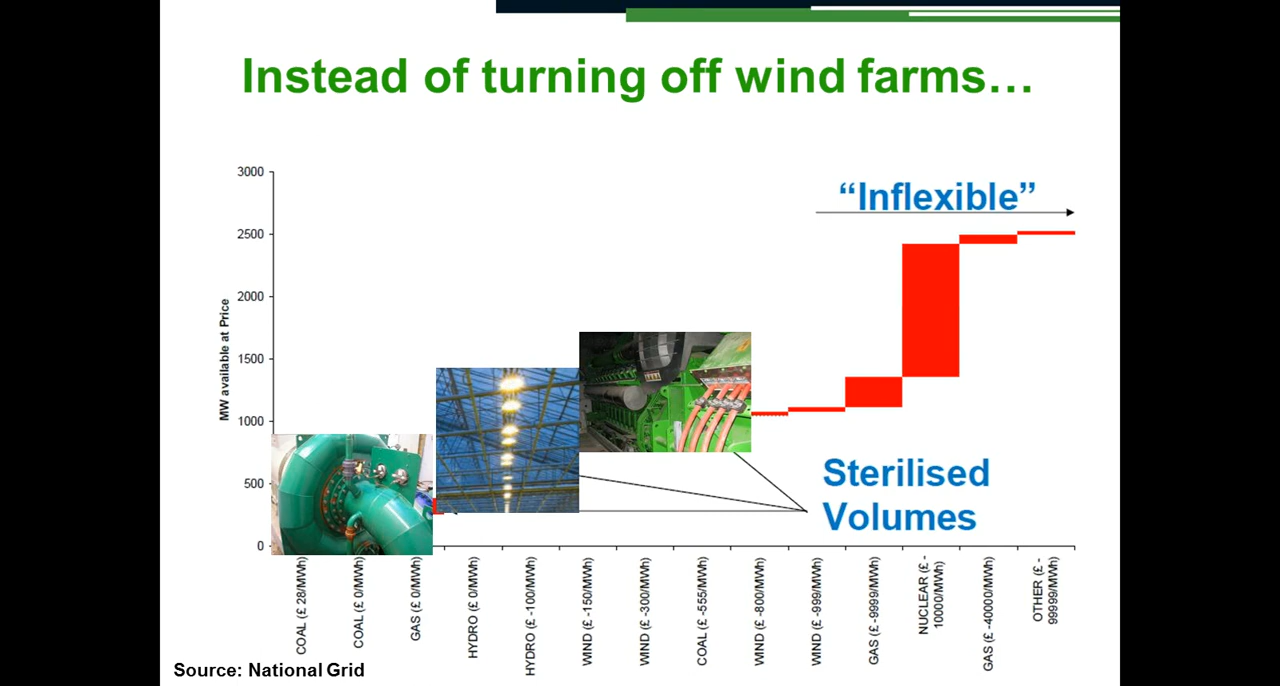 Instead of turning off wind farms…
“Inflexible”
3000
2500
2000
1500
1000
500
0
MW available at Price
Sterilised
Volumes
COAL (£ 28/MWh)
COAL (£ 0/MWh)
GAS (£ 0/MWh)
HYDRO (£ 0/MWh)
HYDRO (£ -100/MWh)
WIND (£ -150/MWh)
WIND (£ -300/MWh)
COAL (£ -555/MWh)
WIND (£ -800/MWh)
WIND (£ -999/MWh)
GAS (£ -9999/MWh)
NUCLEAR (£ -
10000/MWh)
GAS (£ -40000/MWh)
OTHER (£ -
99999/MWh)
Source: National Grid